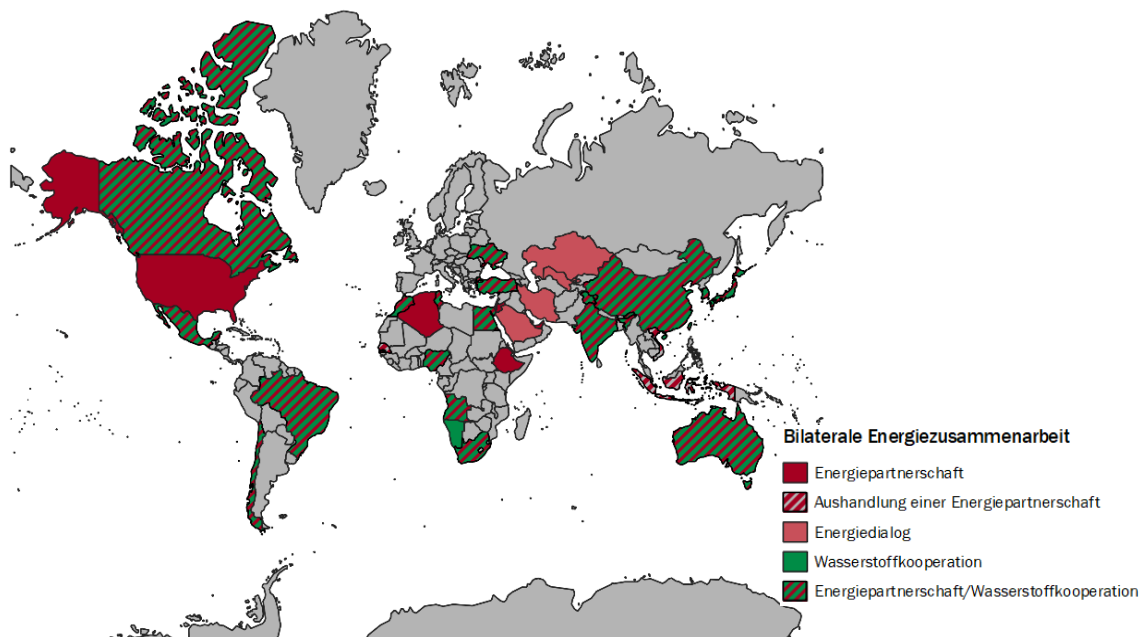 Bilaterale Energiezusammenarbeit
Energiepartnerschaft
Aushandlung einer Energiepartnerschaft
Energiedialog
Wasserstoffkooperation
Energiepartnerschaft/Wasserstoffkooperation